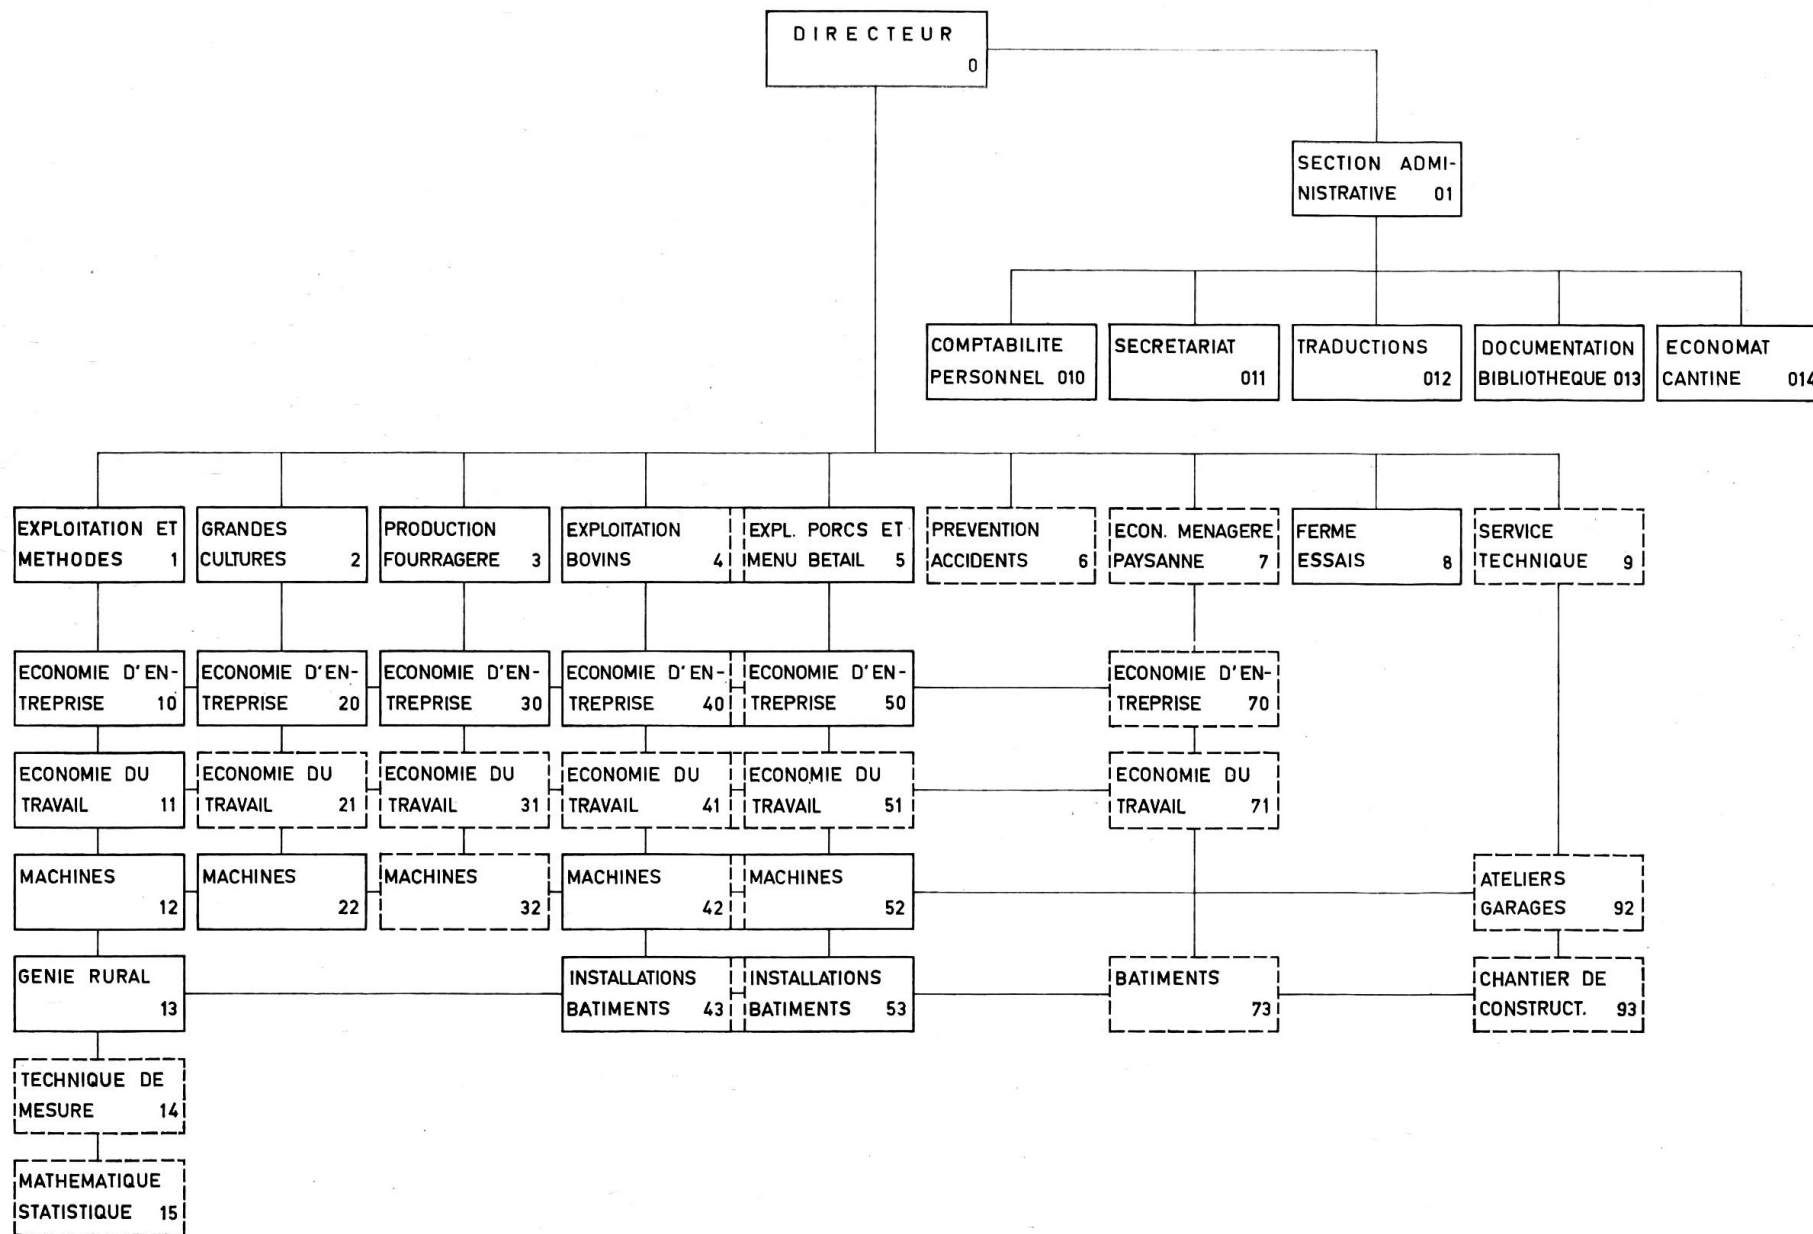 DIRECTEUR
0
SECTION ADMI-
NISTRATIVE 01
COMPTABILITE
PERSONNEL 010
SECRETARIAT
011
TRADUCTIONS
012
DOCUMENTATION
BIBLIOTHEQUE 013
ECONOMAT
CANTINE 014
EXPLOITATION ET
METHODES 1
GRANDES
CULTURES 2
PRODUCTION
FOURRAGERE 3
EXPLOITATION
BOVINS 4
EXPL. PORCS ET
MENU BETAIL 5
PREVENTION
ACCIDENTS 6
ECON. MENAGERE
PAYSANNE 7
FERME
ESSAIS 8
SERVICE
TECHNIQUE 9
ECONOMIE D'EN-
TREPRISE 10
ECONOMIE D'EN-
TREPRISE 20
ECONOMIE D'EN-
TREPRISE 30
ECONOMIE D'EN-
TREPRISE 40
ECONOMIE D'EN-
TREPRISE 50
ECONOMIE D'EN-
TREPRISE 70
ECONOMIE DU
TRAVAIL 11
ECONOMIE DU
TRAVAIL 21
ECONOMIE DU
TRAVAIL 31
ECONOMIE DU
TRAVAIL 41
ECONOMIE DU
TRAVAIL 51
ECONOMIE DU
TRAVAIL 71
MACHINES
12
MACHINES
22
MACHINES
32
MACHINES
42
MACHINES
52
ATELIERS
GARAGES 92
GENIE RURAL
13
INSTALLATIONS
BATIMENTS 43
INSTALLATIONS
BATIMENTS 53
BATIMENTS
73
CHANTIER DE
CONSTRUCT. 93
TECHNIQUE DE
MESURE 14
MATHEMATIQUE
STATISTIQUE 15